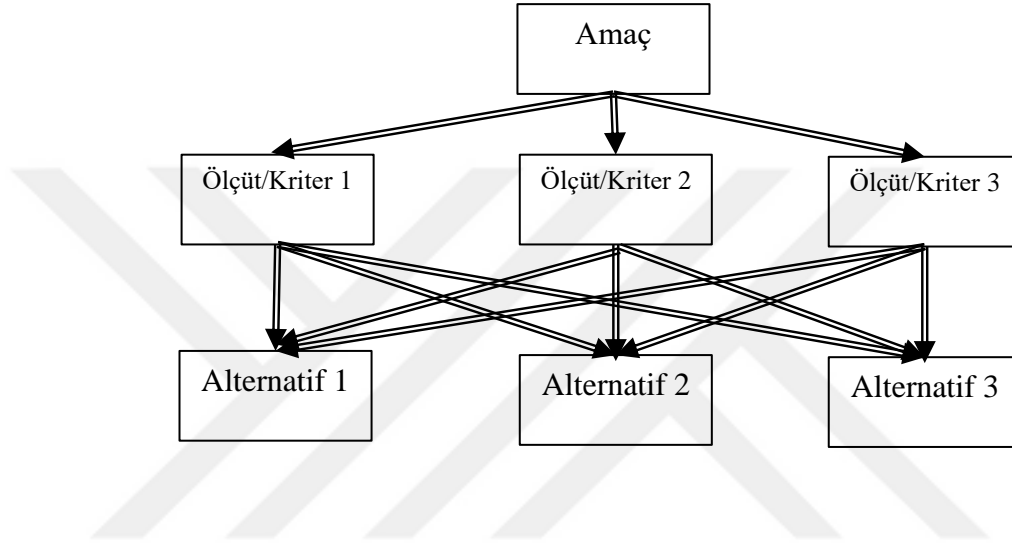 Amaç
Ölçüt/Kriter 1
Ölçüt/Kriter 2
Ölçüt/Kriter 3
Alternatif 1
Alternatif 2
Alternatif 3